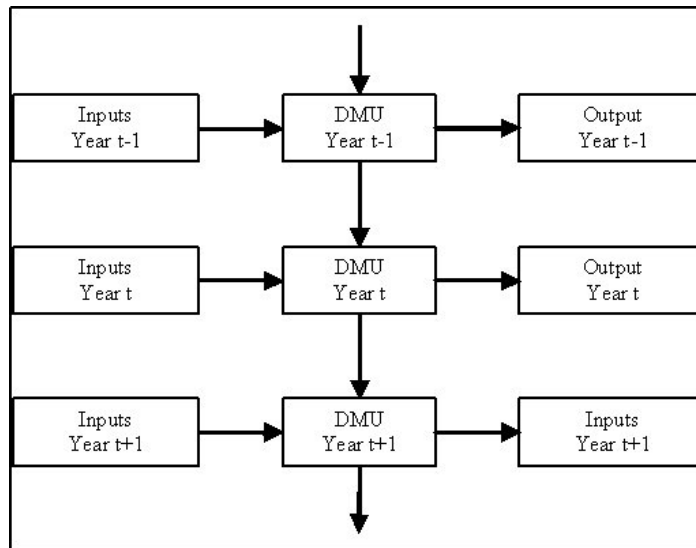 Inputs
Year t-1
DMU
Year t-1
Output
Year t-1
Inputs
Year t
DMU
Year t
Output
Year t
Inputs
Year t+1
DMU
Year t+1
Inputs
Year t+1